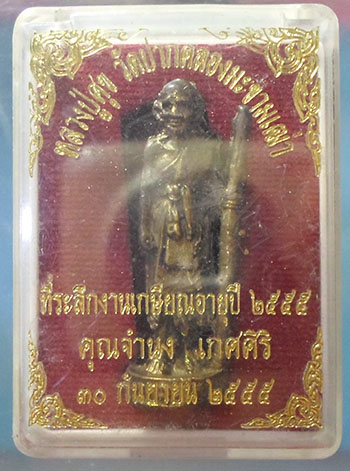 หลวงปู่ศุข วัดปากคลองมะขามเฒ่า
ที่ระลึกงานเกษียณอายุปี ๒๕๕๕
คุณจำนง เกศศิริ
๓๐ กันยายน ๒๕๕๕